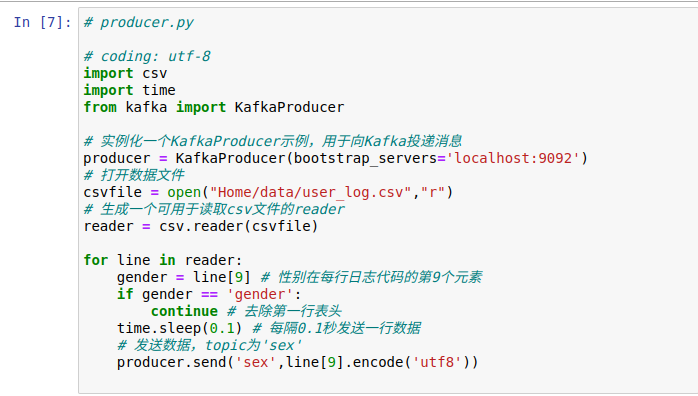 In [7]:
# producer.py
# coding: utf-8
import csv
import time
from kafka import KafkaProducer
# 实例化一个KafkaProducer示例，用于向Kafka投递消息
producer = KafkaProducer(bootstrap_servers='localhost:9092')
# 打开数据文件
csvfile = open("Home/data/user_log.csv","r")
# 生成一个可用于读取csv文件的reader
reader = csv.reader(csvfile)
for line in reader:
    gender = line[9] # 性别在每行日志代码的第9个元素
    if gender == 'gender':
        continue # 去除第一行表头
    time.sleep(0.1) # 每隔0.1秒发送一行数据
    # 发送数据，topic为'sex'
    producer.send('sex',line[9].encode('utf8'))